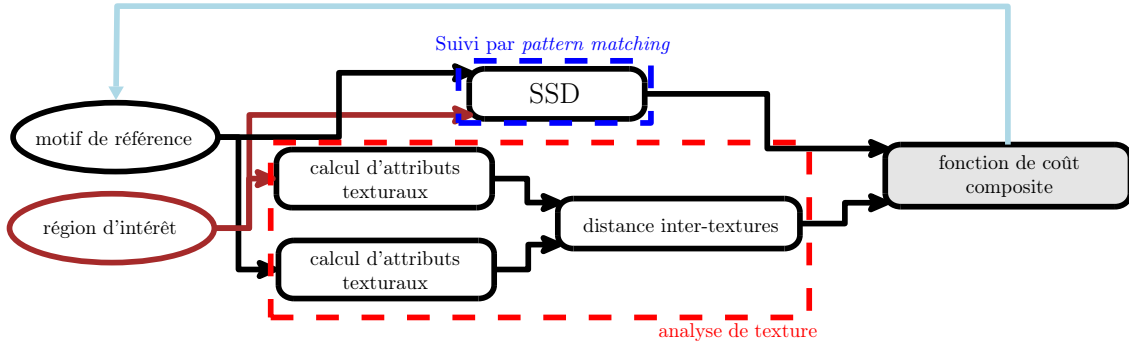 Suivi par pattern matching
SSD
motif de référence
calcul d'attributs
texturaux
fonction de coût
composite
région d'intérêt
distance inter-textures
calcul d'attributs
texturaux
analyse de texture